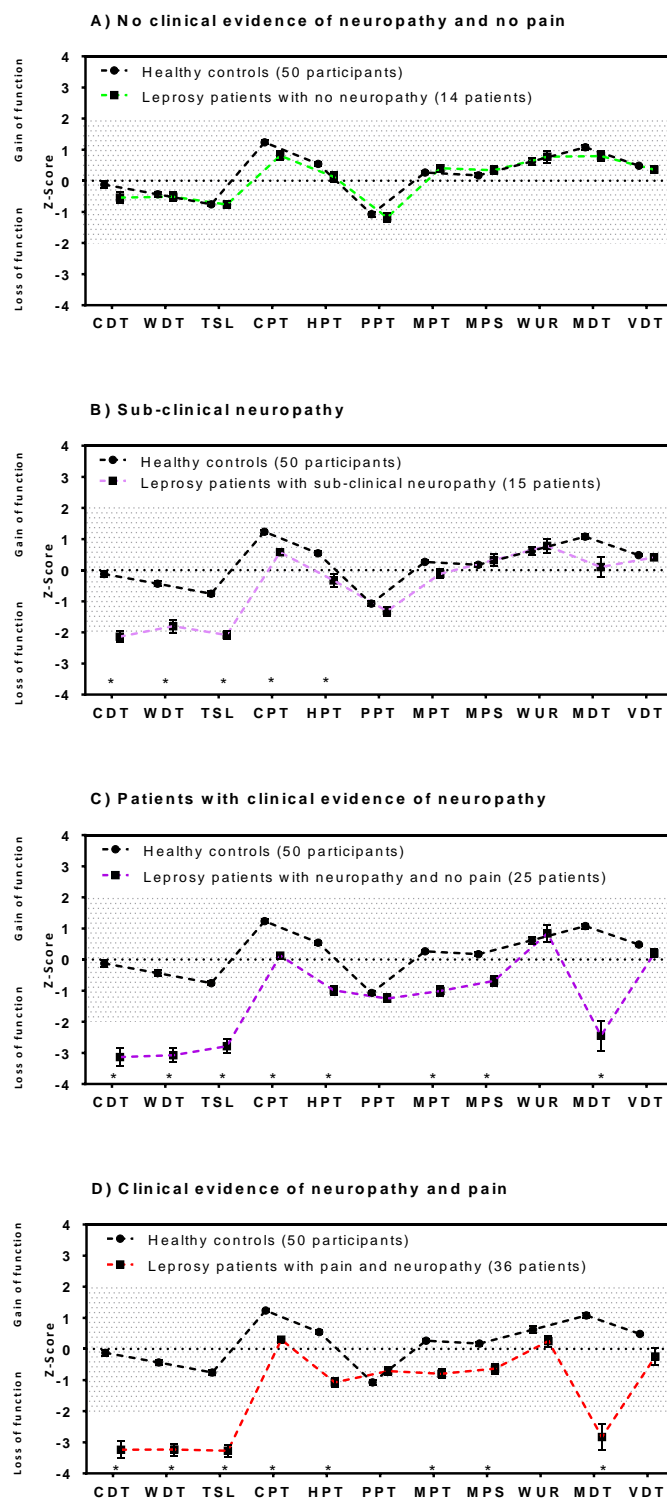 A) No clinical evidence of neuropathy and no pain
Gain of function
Loss of function
Z-Score
4
3
2
1
0
-1
-2
-3
-4
Healthy controls (50 participants)
Leprosy patients with no neuropathy (14 patients)
CDT WDT TSL CPT HPT PPT MPT MPS WUR MDT VDT
B) Sub-clinical neuropathy
Gain of function
Loss of function
Z-Score
4
3
2
1
0
-1
-2
-3
-4
Healthy controls (50 participants)
Leprosy patients with sub-clinical neuropathy (15 patients)
* * * * *
CDT WDT TSL CPT HPT PPT MPT MPS WUR MDT VDT
C) Patients with clinical evidence of neuropathy
Gain of function
Loss of function
Z-Score
4
3
2
1
0
-1
-2
-3
-4
Healthy controls (50 participants)
Leprosy patients with neuropathy and no pain (25 patients)
* * * * * * * *
CDT WDT TSL CPT HPT PPT MPT MPS WUR MDT VDT
D) Clinical evidence of neuropathy and pain
Gain of function
Loss of function
Z-Score
4
3
2
1
0
-1
-2
-3
-4
Healthy controls (50 participants)
Leprosy patients with pain and neuropathy (36 patients)
* * * * * * * *
CDT WDT TSL CPT HPT PPT MPT MPS WUR MDT VDT